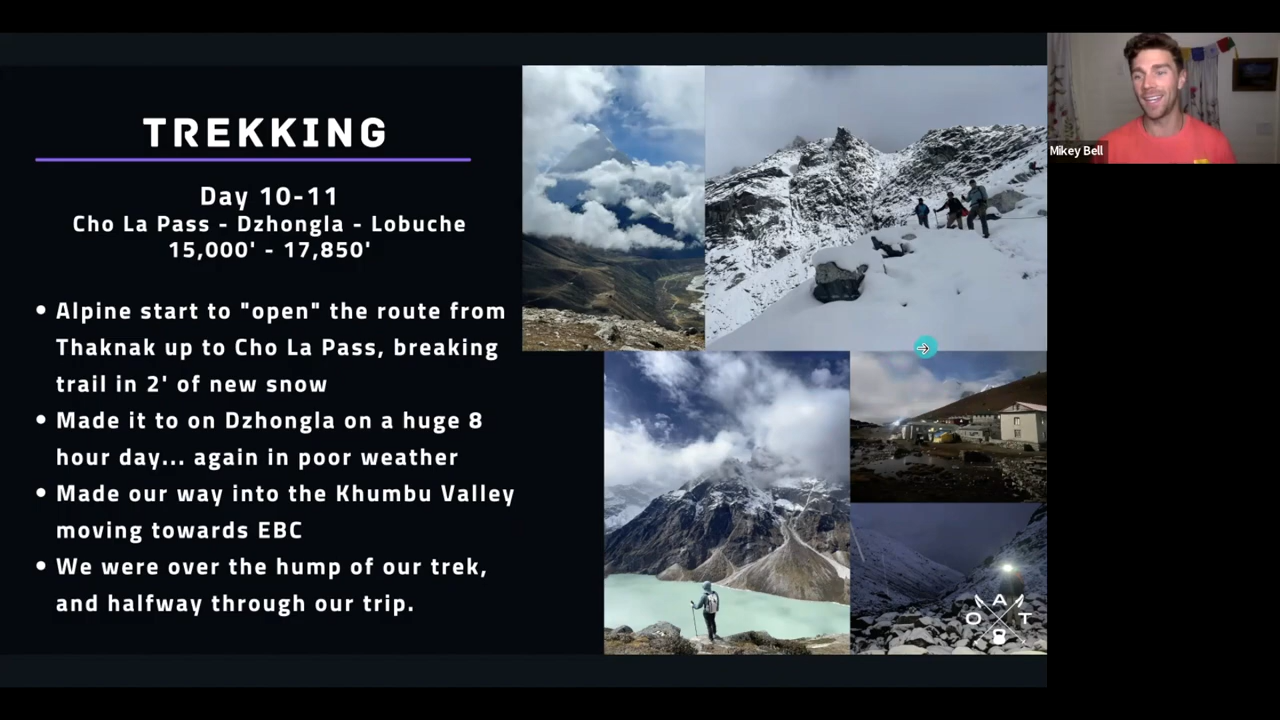 TREKKING
Day 10-11
Cho La Pass - Dzhongla - Lobuche
15,000' - 17,850'
• Alpine start to "open" the route from
Thaknak up to Cho La Pass, breaking
trail in 2' of new snow
• Made it to on Dzhongla on a huge 8
hour day... again in poor weather
• Made our way into the Khumbu Valley
moving towards EBC
• We were over the hump of our trek,
and halfway through our trip.
Mikey Bell
A
O T